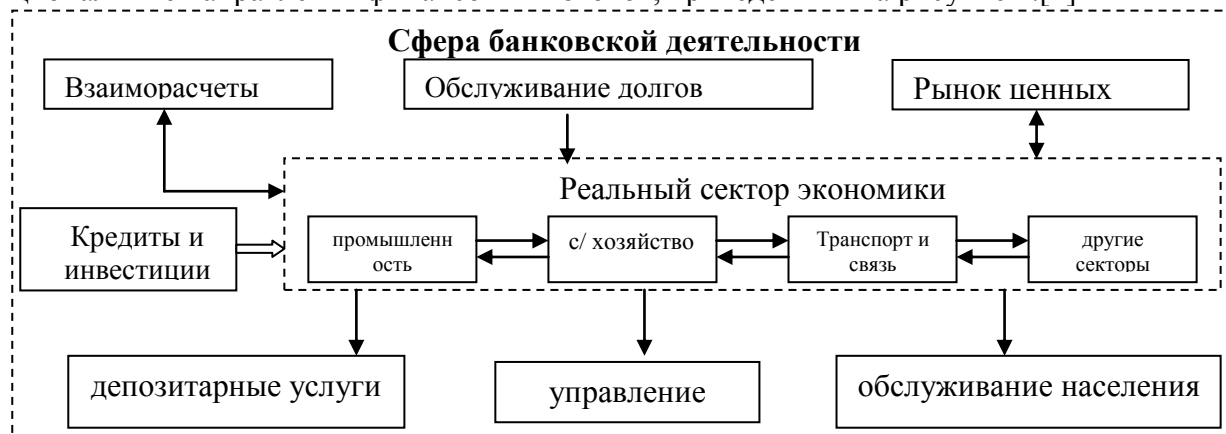 Сфера банковской деятельности
Взаиморасчеты
Обслуживание долгов
Рынок ценных
Реальный сектор экономики
Кредиты и
инвестиции
промышленн
ость
с/ хозяйство
Транспорт и
связь
другие
секторы
депозитарные услуги
управление
обслуживание населения